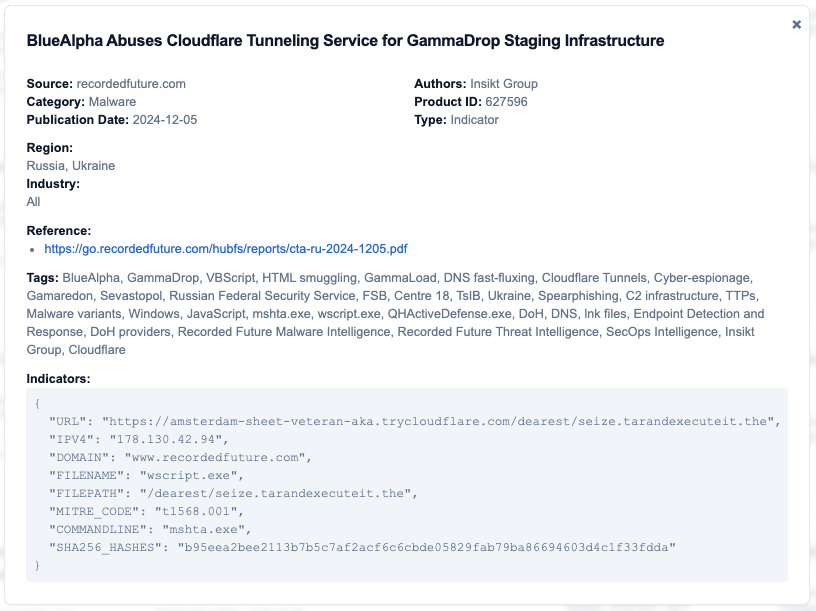 BlueAlpha Abuses Cloudflare Tunneling Service for GammaDrop Staging Infrastructure
Source: recordedfuture.com
Category: Malware
Publication Date: 2024-12-05
Authors: Insikt Group
Product ID: 627596
Type: Indicator
Region:
Russia, Ukraine
Industry:
All
Reference:
https://go.recordedfuture.com/hubfs/reports/cta-ru-2024-1205.pdf
Tags: BlueAlpha, GammaDrop, VBScript, HTML smuggling, GammaLoad, DNS fast-fluxing, Cloudflare Tunnels, Cyber-espionage,
Gamaredon, Sevastopol, Russian Federal Security Service, FSB, Centre 18, TsIB, Ukraine, Spearphishing, C2 infrastructure, TTPs,
Malware variants, Windows, JavaScript, mshta.exe, wscript.exe, QHActiveDefense.exe, DoH, DNS, lnk files, Endpoint Detection and
Response, DoH providers, Recorded Future Malware Intelligence, Recorded Future Threat Intelligence, SecOps Intelligence, Insikt
Group, Cloudflare
Indicators:
{
"URL": "https://amsterdam-sheet-veteran-aka.trycloudflare.com/dearest/seize.tarandexecuteit.the",
"IPV4": "178.130.42.94",
"DOMAIN": "www.recordedfuture.com",
"FILENAME": "wscript.exe",
"FILEPATH": "/dearest/seize.tarandexecuteit.the",
"MITRE_CODE": "t1568.001",
"COMMANDLINE": "mshta.exe",
"SHA256_HASHES": "b95eea2bee2113b7b5c7af2acf6c6cbde05829fab79ba86694603d4c1f33fdda"
}